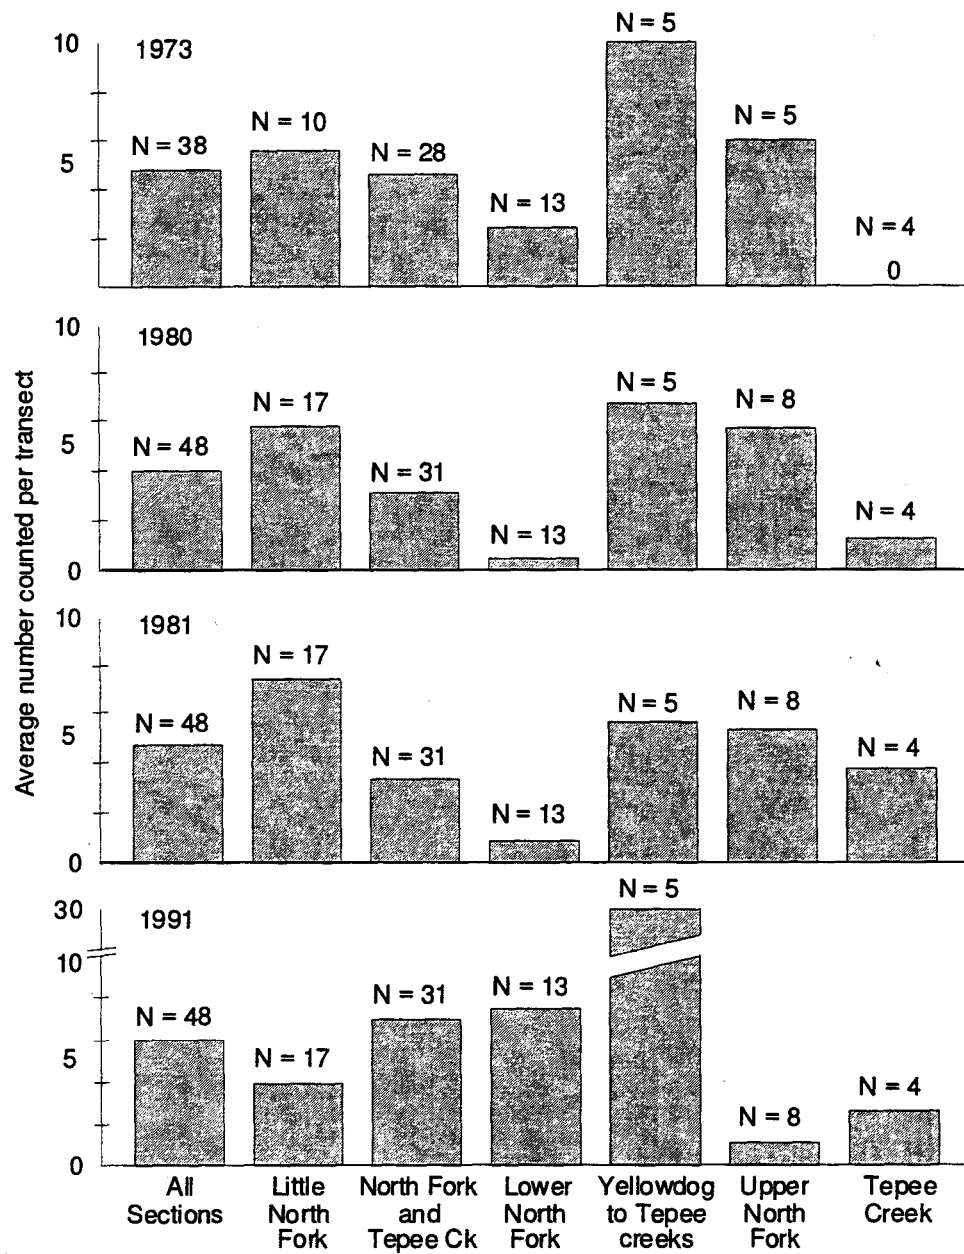 Average number counted per transect
1973
10
5
N = 38
N = 10
N = 28
N = 13
N = 5
N = 5
N = 4
0
1980
10
5
0
N = 48
N = 17
N = 31
N = 13
N = 5
N = 8
N = 4
1981
10
5
0
N = 48
N = 17
N = 31
N = 13
N = 5
N = 8
N = 4
1991
30
10
5
0
N = 48
N = 17
N = 31
N = 13
N = 5
N = 8
N = 4
All
Sections
Little
North
Fork
North Fork
and
Tepee Ck
Lower
North
Fork
Yellowdog
to Tepee
creeks
Upper
North
Fork
Tepee
Creek